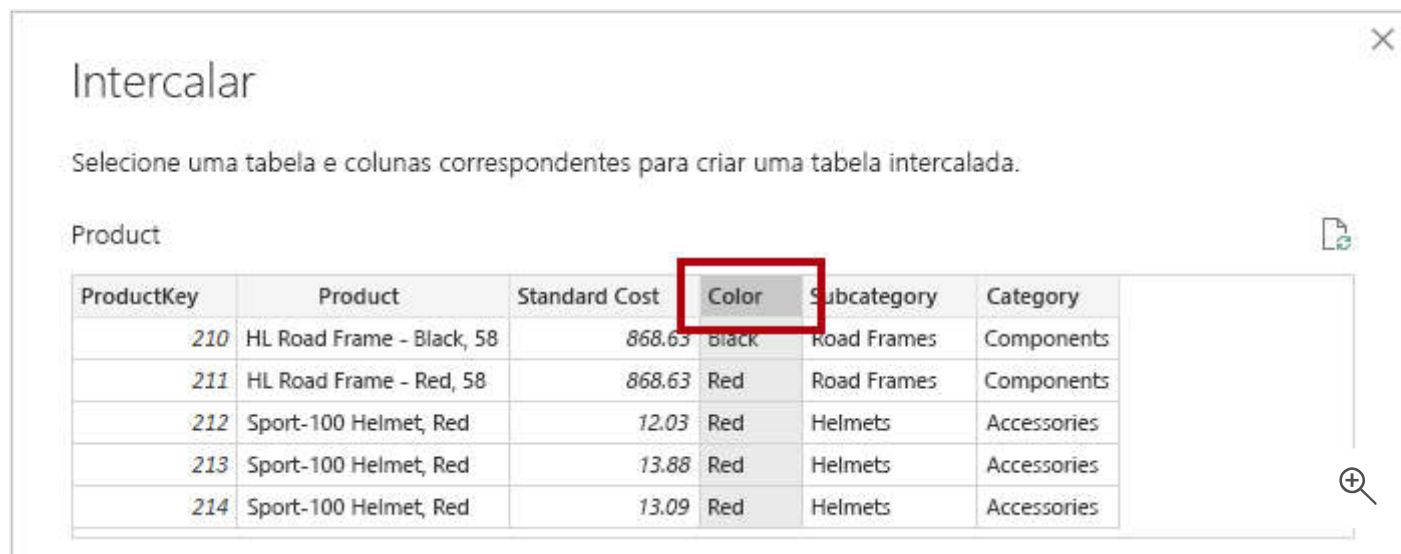 Intercalar
Selecione uma tabela e colunas correspondentes para criar uma tabela intercalada.
Product
ProductKey Product Standard Cost Color Subcategory Category
210 HL Road Frame - Black, 58 868.63 Black Road Frames Components
211 HL Road Frame - Red, 58 868.63 Red Road Frames Components
212 Sport-100 Helmet, Red 12.03 Red Helmets Accessories
213 Sport-100 Helmet, Red 13.88 Red Helmets Accessories
214 Sport-100 Helmet, Red 13.09 Red Helmets Accessories